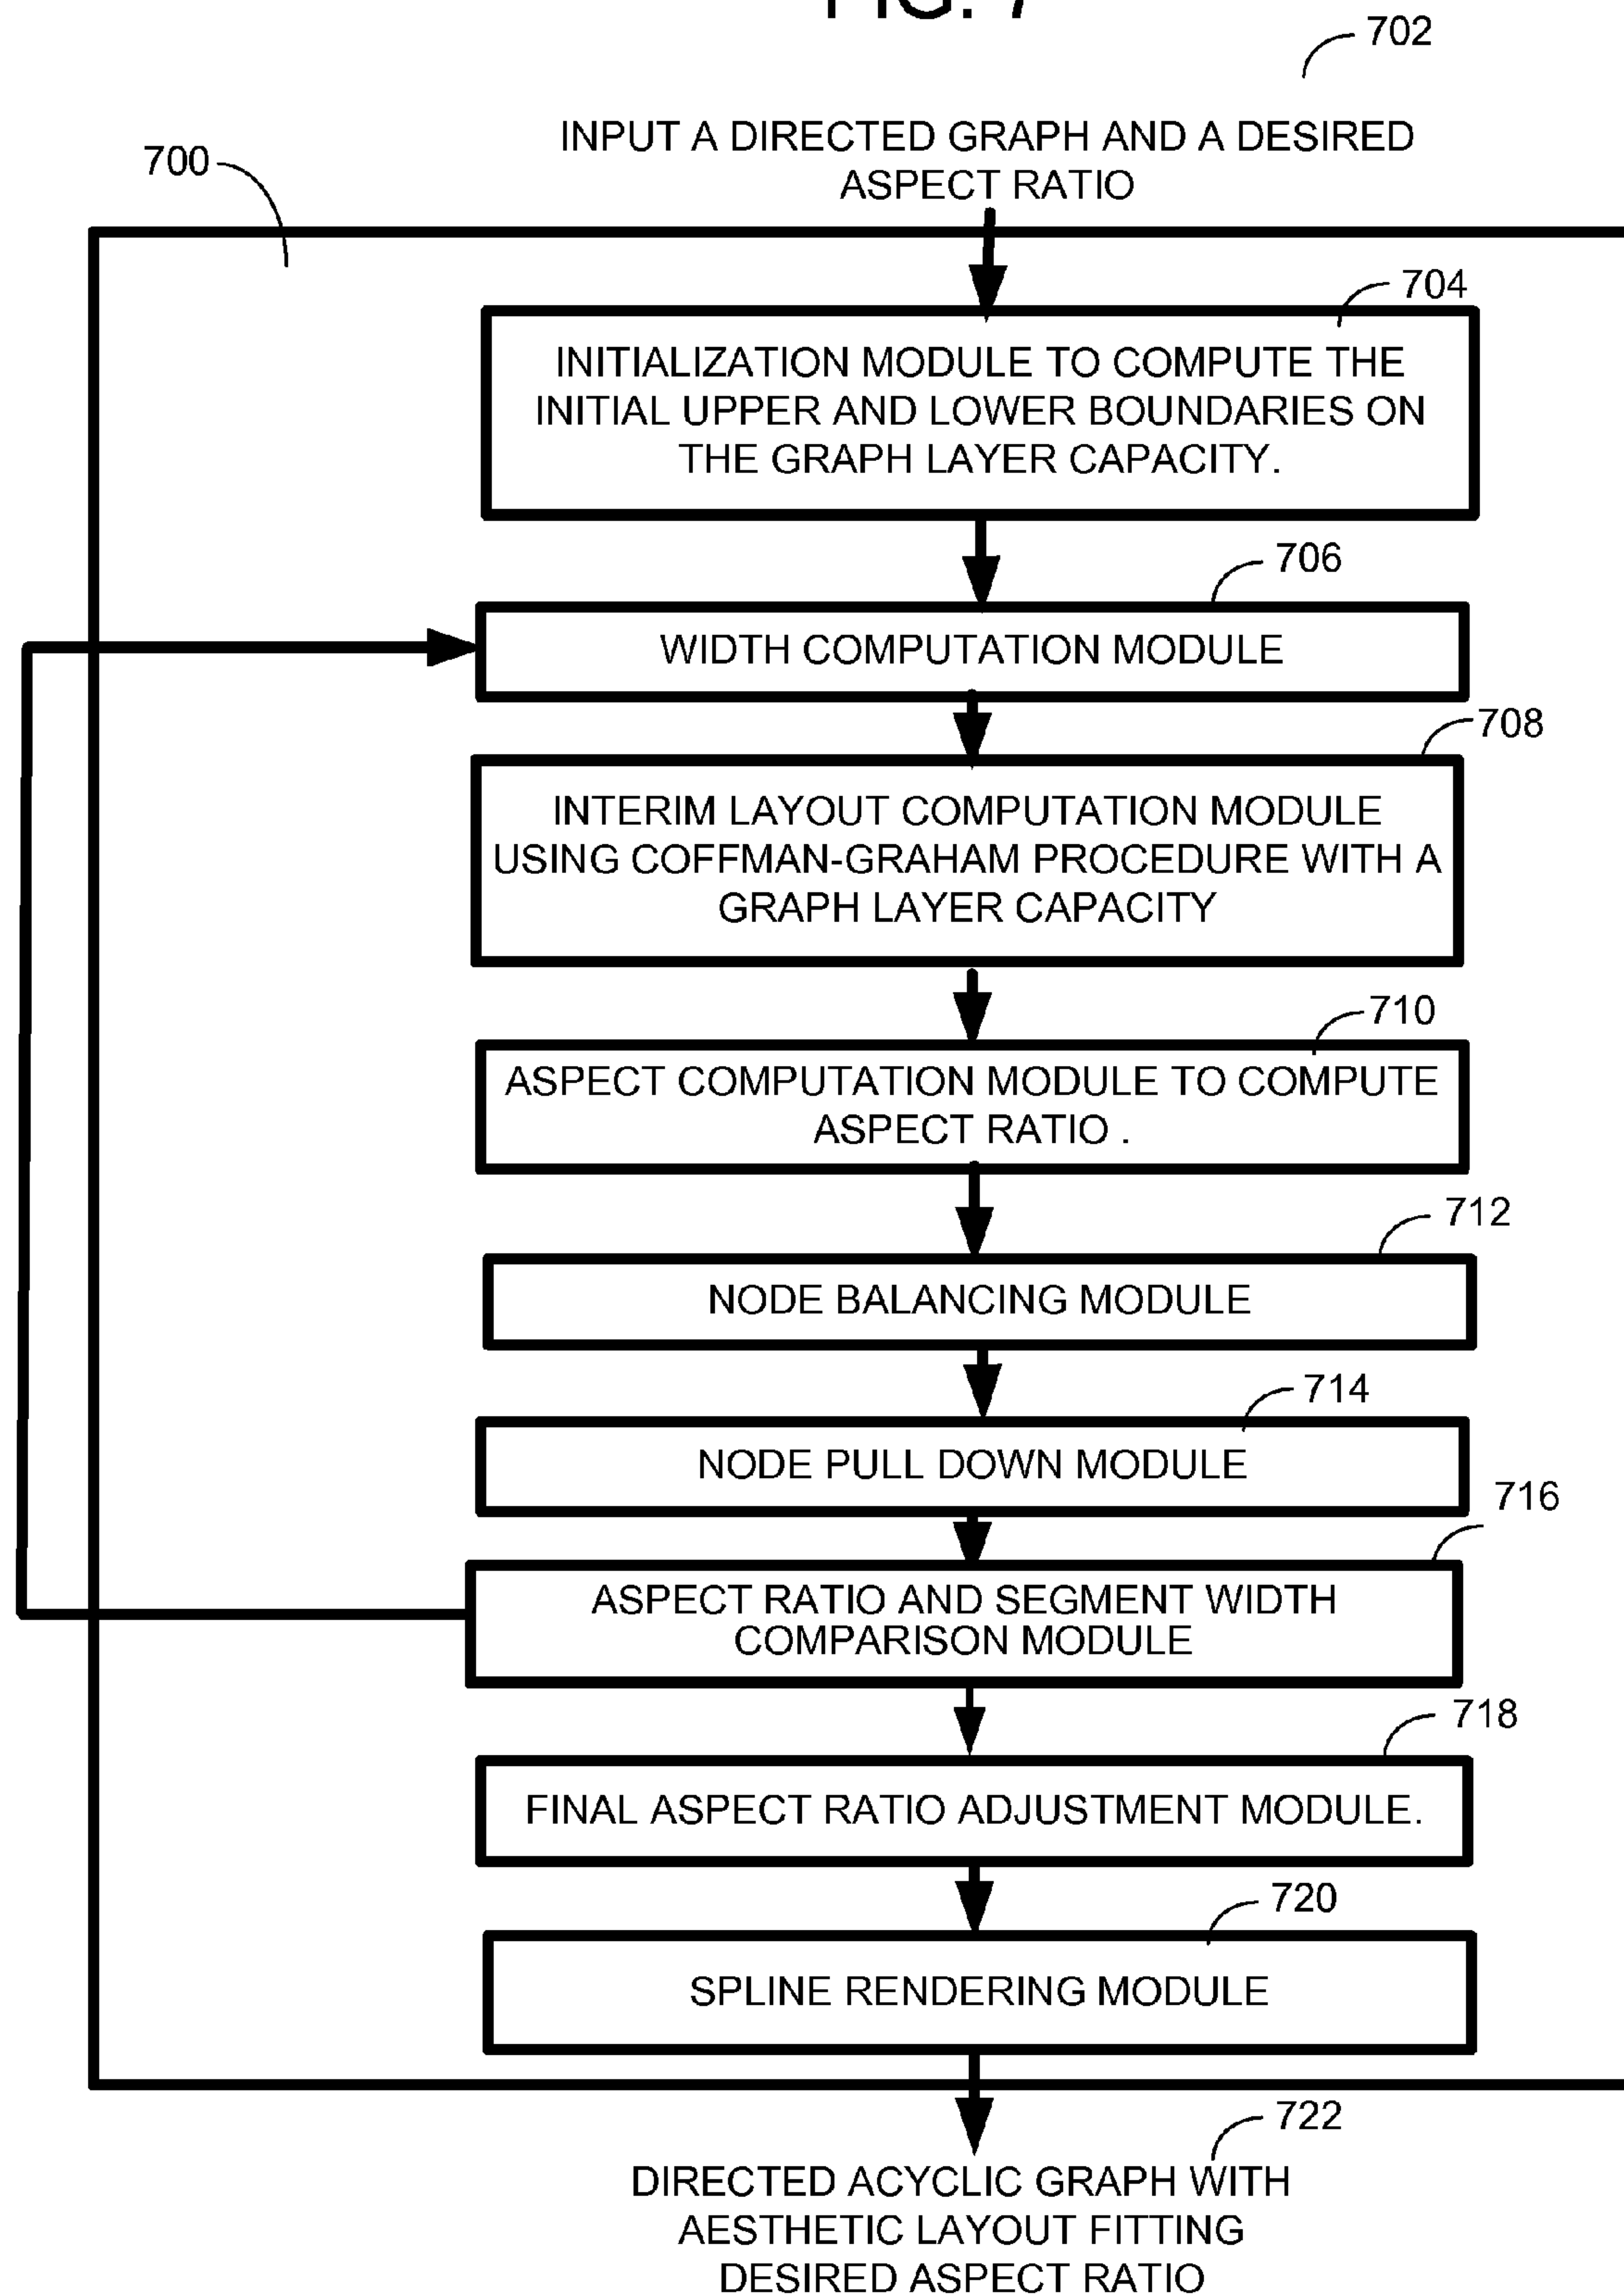 FIG. 7
702
INPUT A DIRECTED GRAPH AND A DESIRED
ASPECT RATIO
700
704
INITIALIZATION MODULE TO COMPUTE THE
INITIAL UPPER AND LOWER BOUNDARIES ON
THE GRAPH LAYER CAPACITY.
706
WIDTH COMPUTATION MODULE
708
INTERIM LAYOUT COMPUTATION MODULE
USING COFFMAN-GRAHAM PROCEDURE WITH A
GRAPH LAYER CAPACITY
710
ASPECT COMPUTATION MODULE TO COMPUTE
ASPECT RATIO .
712
NODE BALANCING MODULE
714
NODE PULL DOWN MODULE
716
ASPECT RATIO AND SEGMENT WIDTH
COMPARISON MODULE
718
FINAL ASPECT RATIO ADJUSTMENT MODULE.
720
SPLINE RENDERING MODULE
722
DIRECTED ACYCLIC GRAPH WITH
AESTHETIC LAYOUT FITTING
DESIRED ASPECT RATIO